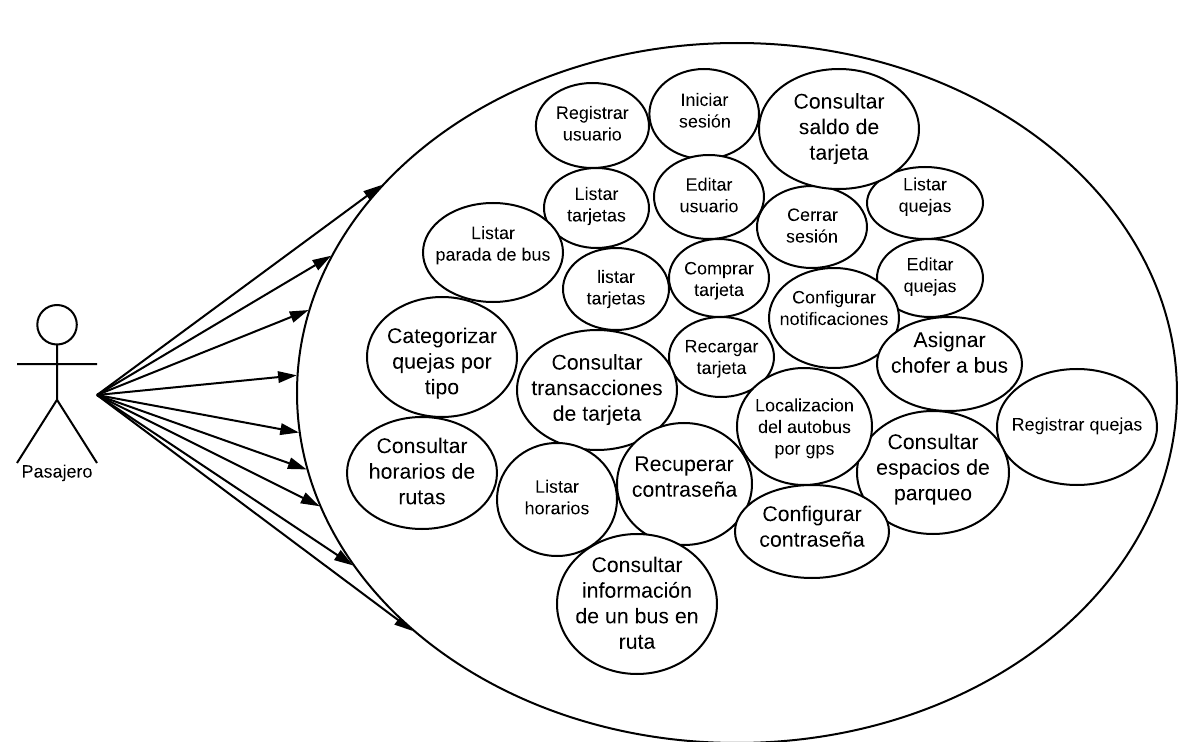 Registrar
usuario
Iniciar
sesión
Consultar
saldo de
tarjeta
Listar
tarjetas
Editar
usuario
Cerrar
sesión
Listar
quejas
Listar
parada de bus
listar
tarjetas
Comprar
tarjeta
Configurar
notificaciones
Editar
quejas
Categorizar
quejas por
tipo
Consultar
transacciones
de tarjeta
Recargar
tarjeta
Asignar
chofer a bus
Localizacion
del autobus
por gps
Registrar quejas
Consultar
horarios de
rutas
Listar
horarios
Recuperar
contraseña
Consultar
espacios de
parqueo
Configurar
contraseña
Consultar
información
de un bus en
ruta
Pasajero